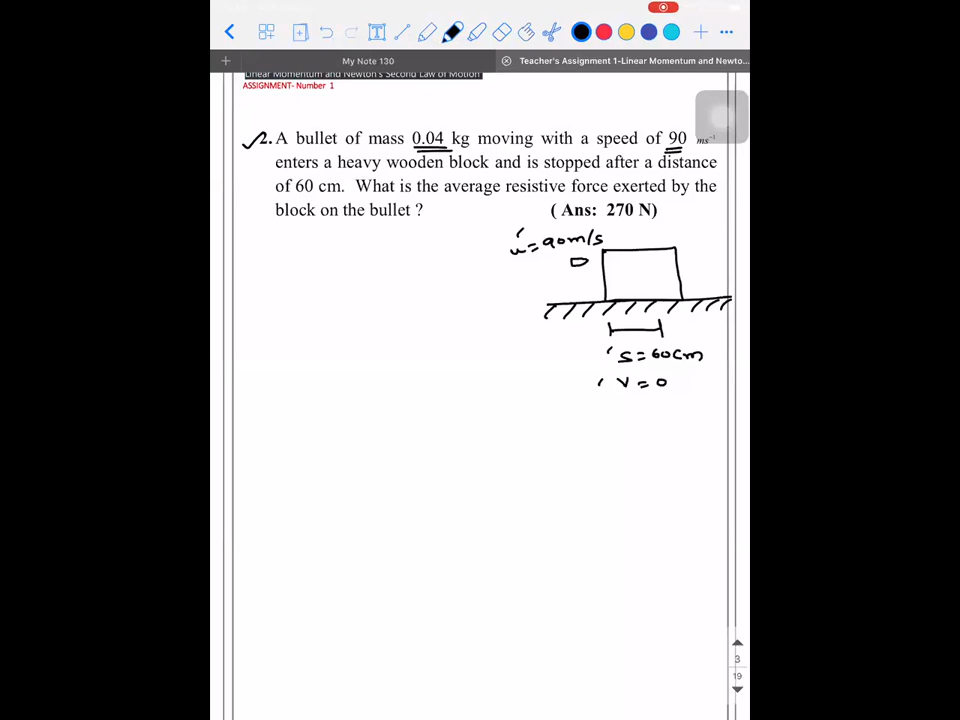 My Note 130
Teacher's Assignment 1-Linear Momentum and Newto...
Linear Momentum and Newton's Second Law of Motion
ASSIGNMENT- Number 1
2. A bullet of mass 0.04 kg moving with a speed of 90 ms⁻¹
enters a heavy wooden block and is stopped after a distance
of 60 cm. What is the average resistive force exerted by the
block on the bullet ?
( Ans: 270 N)
u = 90m/s
s = 60cm
v = 0
3
19